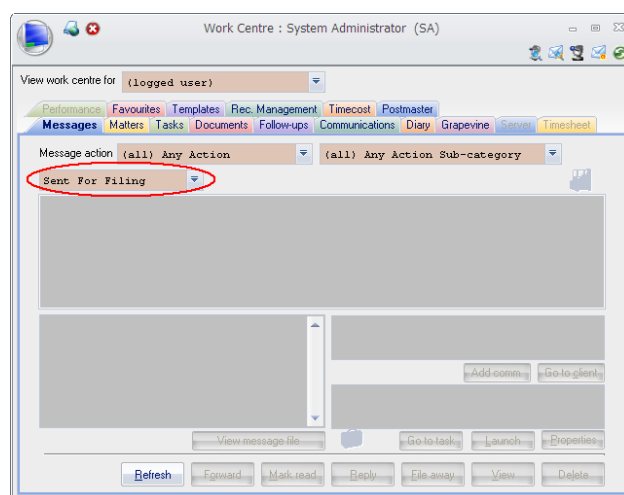 Work Centre : System Administrator (SA)
View work centre for (logged user)
Performance Favourites Templates Rec. Management Timecost Postmaster
Messages Matters Tasks Documents Follow-ups Communications Diary Grapevine Server Timesheet
Message action (all) Any Action (all) Any Action Sub-category
Sent For Filing
Add comm. Go to client
View message file Go to task Launch Properties
Refresh Forward Mark read Reply File away View Delete